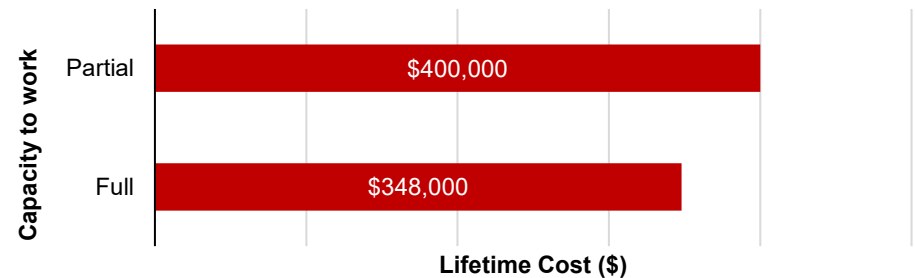 Capacity to work
Partial
$400,000
Full
$348,000
Lifetime Cost ($)